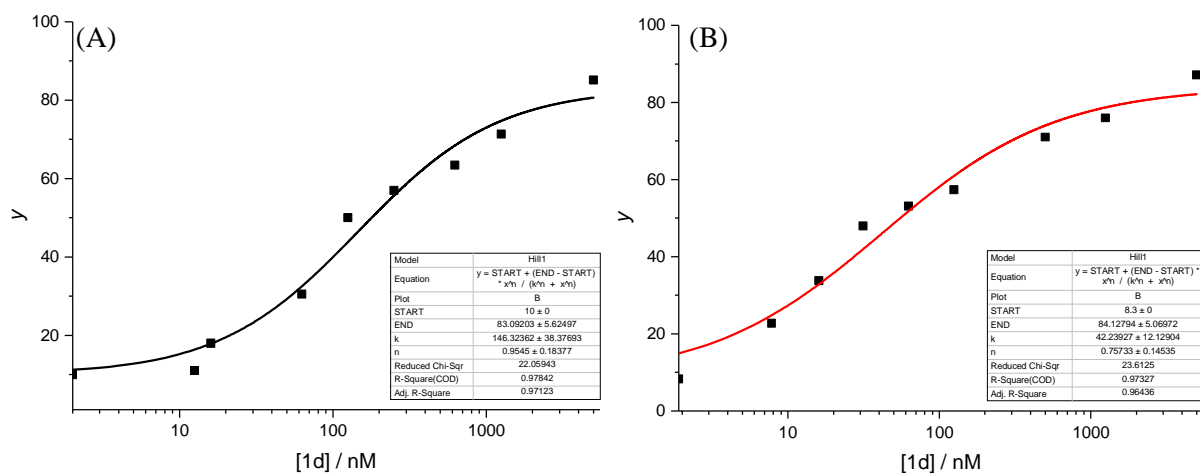 (A)
100
80
60
40
20
y
10
100
1000
[1d] / nM
Model Hill1
Equation y = START + (END - START) * x^n / (k^n + x^n)
Plot B
START 10 ± 0
END 83.09203 ± 5.62497
k 146.32362 ± 38.37693
n 0.9545 ± 0.18377
Reduced Chi-Sqr 22.05943
R-Square(COD) 0.97842
Adj. R-Square 0.97123
(B)
100
80
60
40
20
0
y
10
100
1000
[1d] / nM
Model Hill1
Equation y = START + (END - START) * x^n / (k^n + x^n)
Plot B
START 8.3 ± 0
END 84.12794 ± 5.06972
k 42.23927 ± 12.12904
n 0.75733 ± 0.14535
Reduced Chi-Sqr 23.6125
R-Square(COD) 0.97327
Adj. R-Square 0.96436